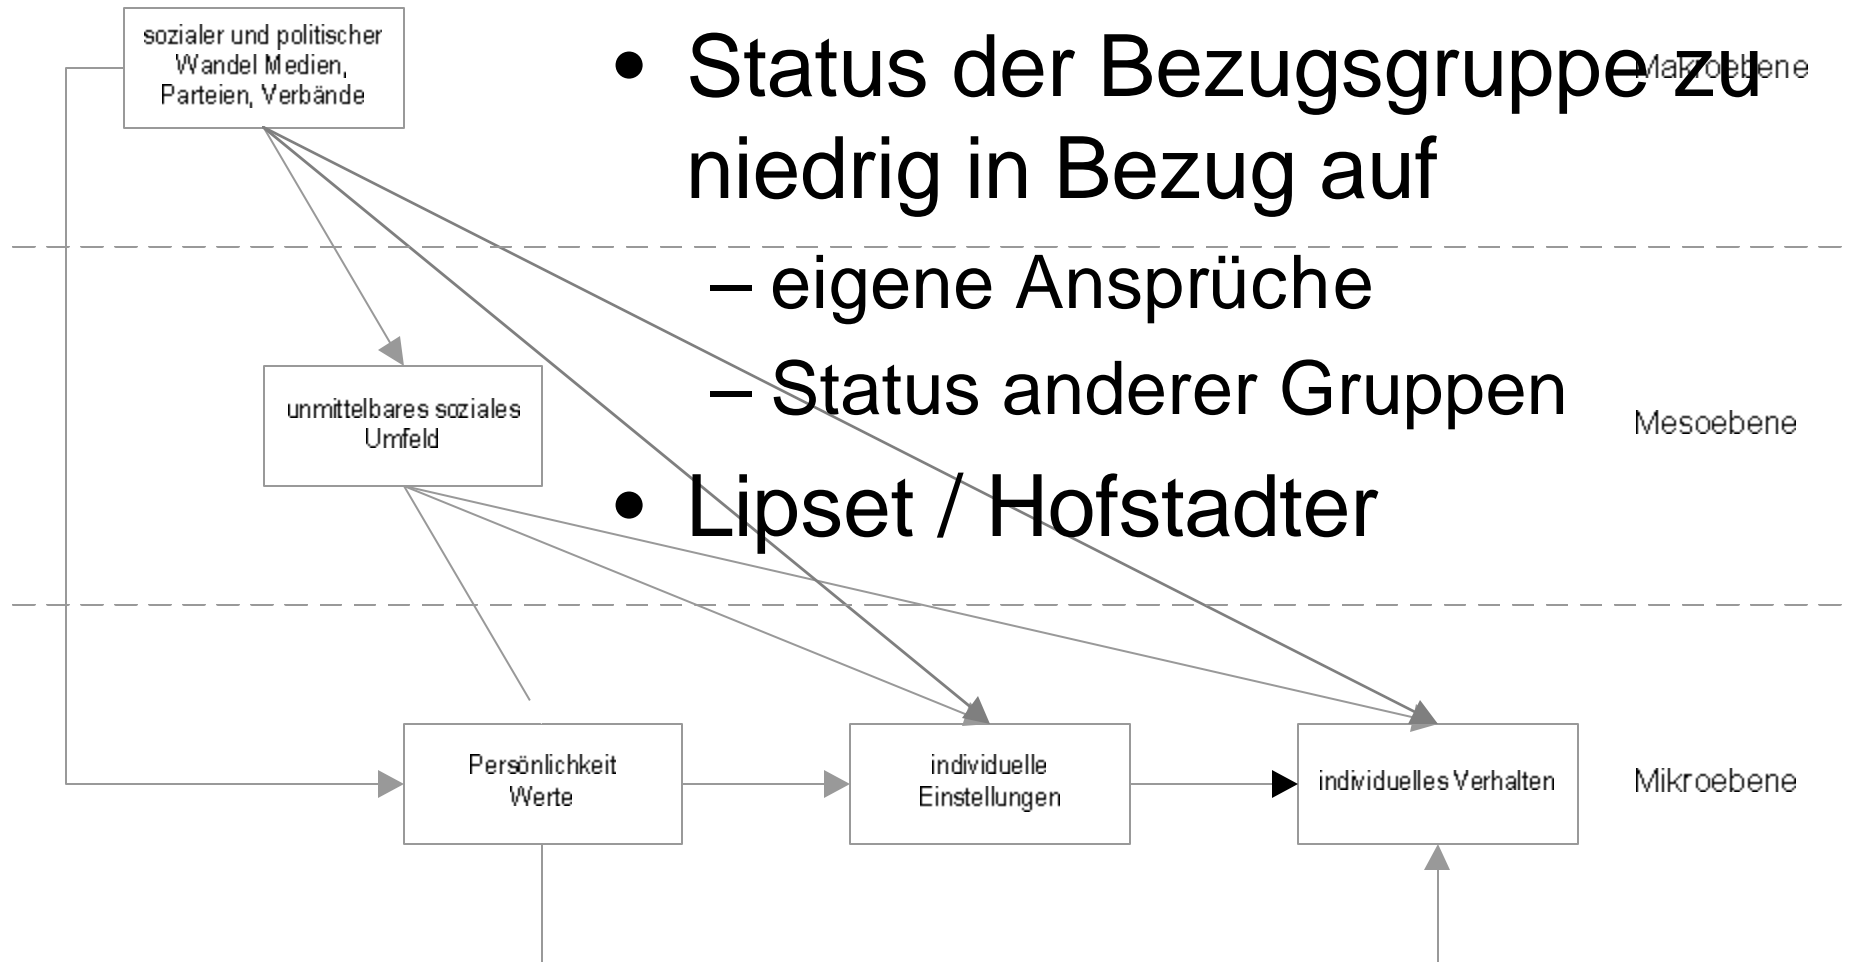 sozialer und politischer
Wandel Medien,
Parteien, Verbände
• Status der Bezugsgruppe zu
niedrig in Bezug auf
Makroebene
– eigene Ansprüche
– Status anderer Gruppen
unmittelbares soziales
Umfeld
Mesoebene
• Lipset / Hofstadter
Persönlichkeit
Werte
individuelle
Einstellungen
individuelles Verhalten
Mikroebene